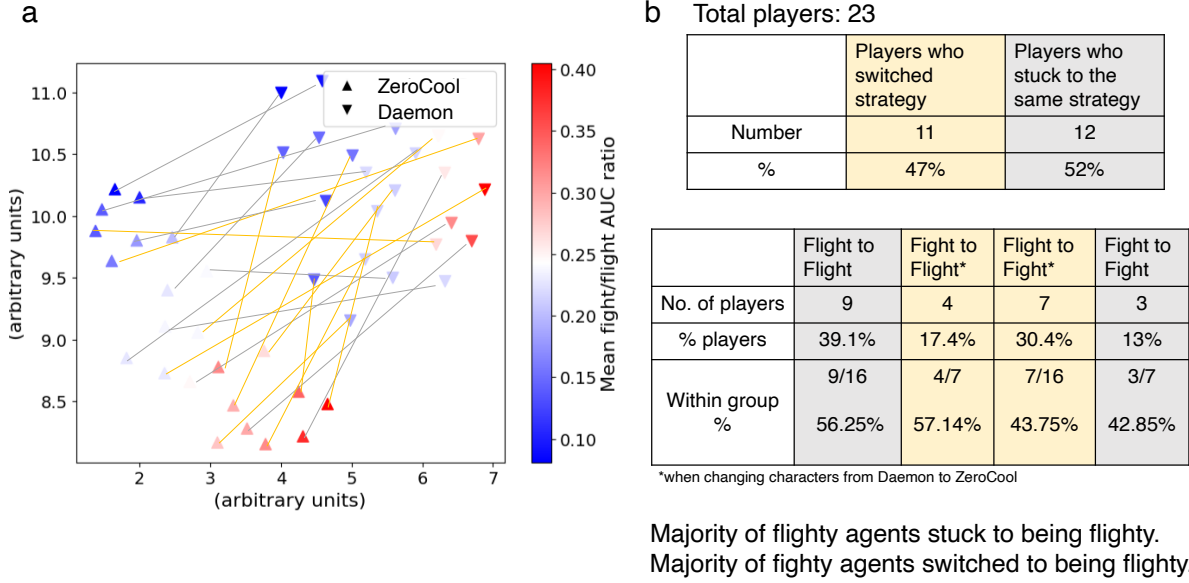 a
11.0
10.5
10.0
9.5
9.0
8.5
(arbitrary units)
2 3 4 5 6 7
(arbitrary units)
ZeroCool
Daemon
0.40
0.35
0.30
0.25
0.20
0.15
0.10
Mean fight/flight AUC ratio
b Total players: 23
Players who switched strategy
Players who stuck to the same strategy
Number 11 12
% 47% 52%
Flight to Flight
Fight to Flight*
Flight to Fight*
Fight to Fight
No. of players 9 4 7 3
% players 39.1% 17.4% 30.4% 13%
Within group %
9/16 4/7 7/16 3/7
56.25% 57.14% 43.75% 42.85%
*when changing characters from Daemon to ZeroCool
Majority of flighty agents stuck to being flighty.
Majority of fighty agents switched to being flighty.